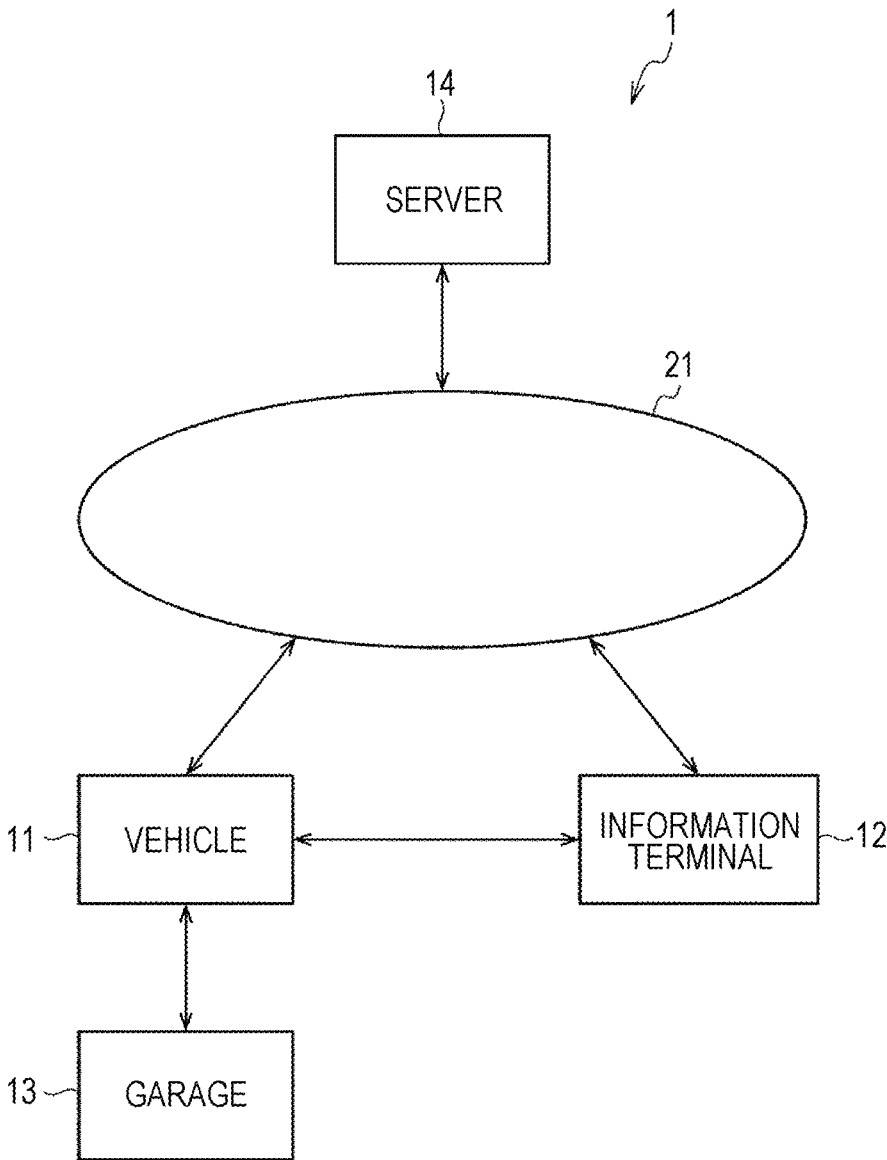 1
14
SERVER
21
11
VEHICLE
INFORMATION
TERMINAL
12
13
GARAGE